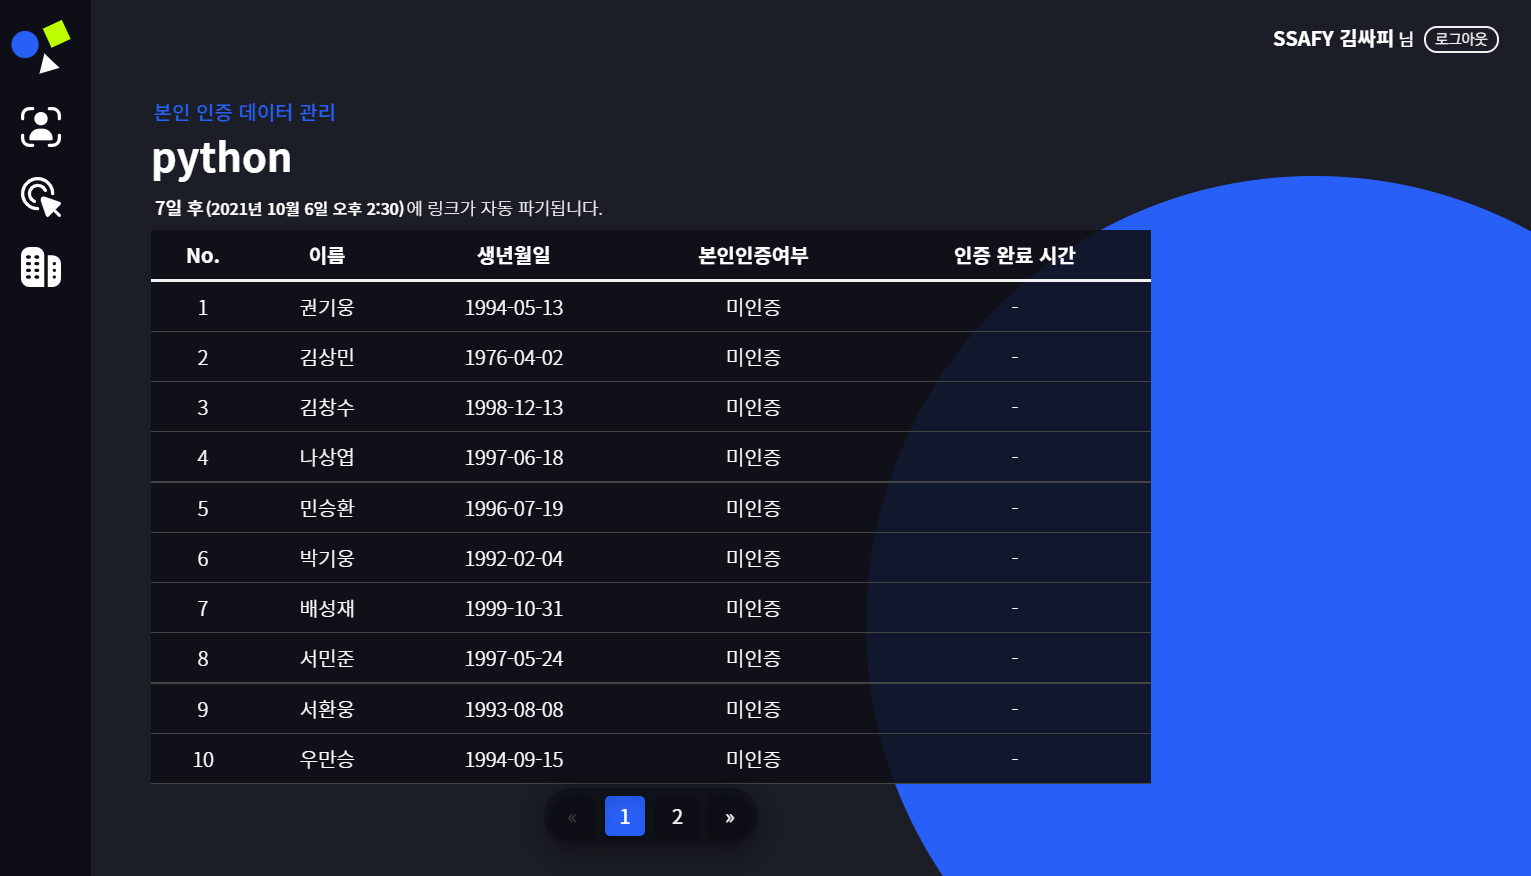 SSAFY 김싸피 님 로그아웃
본인 인증 데이터 관리
python
7일 후(2021년 10월 6일 오후 2:30)에 링크가 자동 파기됩니다.
No. 이름 생년월일 본인인증여부 인증 완료 시간
1 권기웅 1994-05-13 미인증 -
2 김상민 1976-04-02 미인증 -
3 김창수 1998-12-13 미인증 -
4 나상엽 1997-06-18 미인증 -
5 민승환 1996-07-19 미인증 -
6 박기웅 1992-02-04 미인증 -
7 배성재 1999-10-31 미인증 -
8 서민준 1997-05-24 미인증 -
9 서환웅 1993-08-08 미인증 -
10 우만승 1994-09-15 미인증 -
« 1 2 »